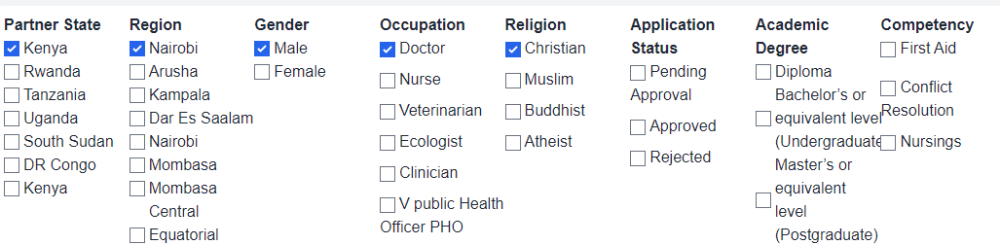 Partner State
Kenya
Rwanda
Tanzania
Uganda
South Sudan
DR Congo
Kenya
Region
Nairobi
Arusha
Kampala
Dar Es Saalam
Nairobi
Mombasa
Mombasa
Central
Equatorial
Gender
Male
Female
Occupation
Doctor
Nurse
Veterinarian
Ecologist
Clinician
V public Health
Officer PHO
Religion
Christian
Muslim
Buddhist
Atheist
Application
Status
Pending
Approval
Approved
Rejected
Academic
Degree
Diploma
Bachelor’s or
equivalent level
(Undergraduate
Master’s or
equivalent
level
(Postgraduate)
Competency
First Aid
Conflict
Resolution
Nursings